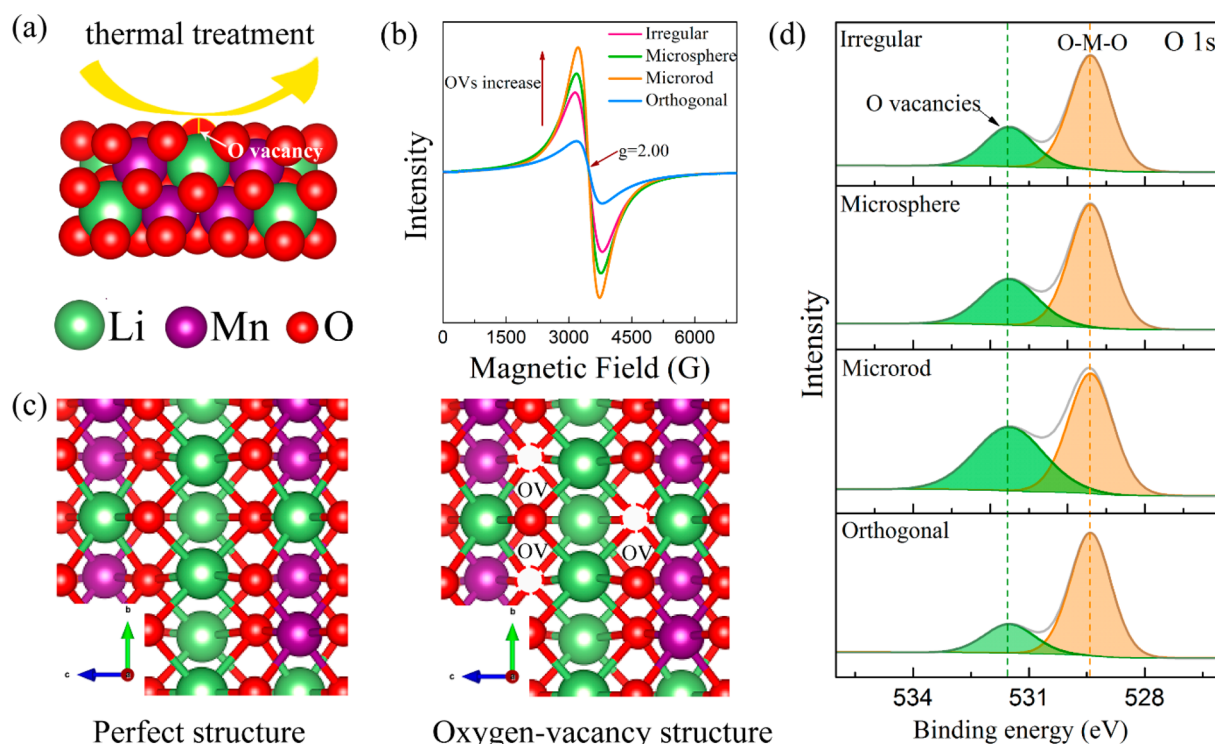 (a)
thermal treatment
O vacancy
Li
Mn
O
(b)
Irregular
Microsphere
Microrod
Orthogonal
OVs increase
g=2.00
Intensity
0
1500
3000
4500
6000
Magnetic Field (G)
(c)
OV
OV
OV
b
c
b
c
Perfect structure
Oxygen-vacancy structure
(d)
Irregular
O-M-O
O 1s
O vacancies
Microsphere
Microrod
Orthogonal
Intensity
534
531
528
Binding energy (eV)